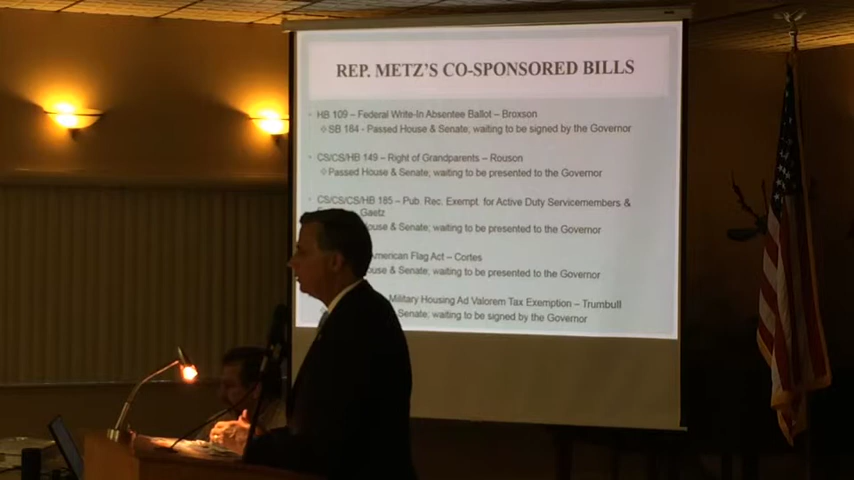 REP. METZ'S CO-SPONSORED BILLS
HB 109 – Federal Write-In Absentee Ballot – Broxson
SB 184 - Passed House & Senate; waiting to be signed by the Governor
CS/CS/HB 149 – Right of Grandparents – Rouson
Passed House & Senate; waiting to be presented to the Governor
CS/CS/CS/HB 185 – Pub. Rec. Exempt. for Active Duty Servicemembers &
Gaetz
House & Senate; waiting to be presented to the Governor
American Flag Act – Cortes
House & Senate; waiting to be presented to the Governor
Military Housing Ad Valorem Tax Exemption – Trumbull
Senate; waiting to be signed by the Governor